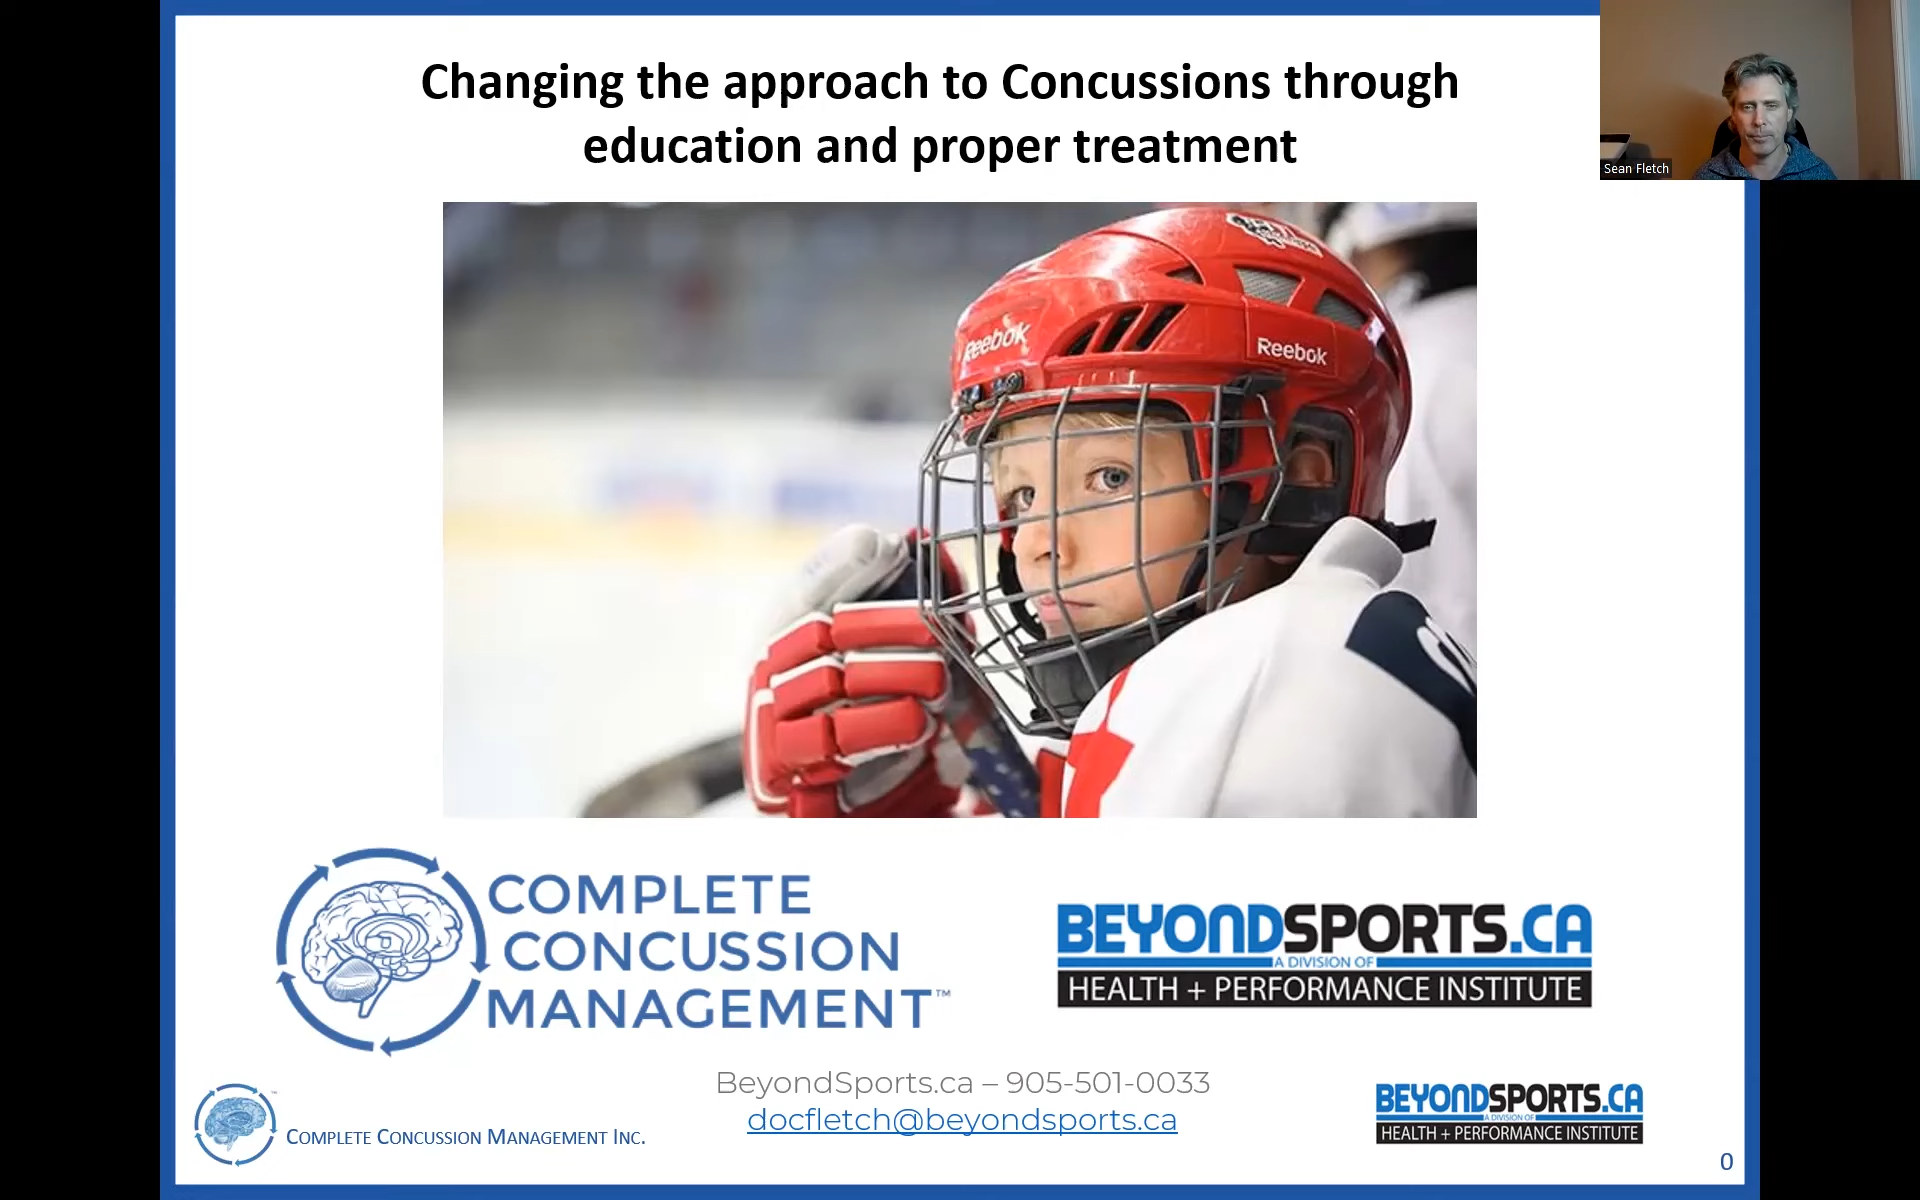 Changing the approach to Concussions through
education and proper treatment
Sean Fletch
Reebok
Reebok
COMPLETE
CONCUSSION
MANAGEMENT™
BEYONDSPORTS.CA
A DIVISION OF
HEALTH + PERFORMANCE INSTITUTE
BeyondSports.ca – 905-501-0033
docfletch@beyondsports.ca
COMPLETE CONCUSSION MANAGEMENT INC.
BEYONDSPORTS.CA
A DIVISION OF
HEALTH + PERFORMANCE INSTITUTE
0